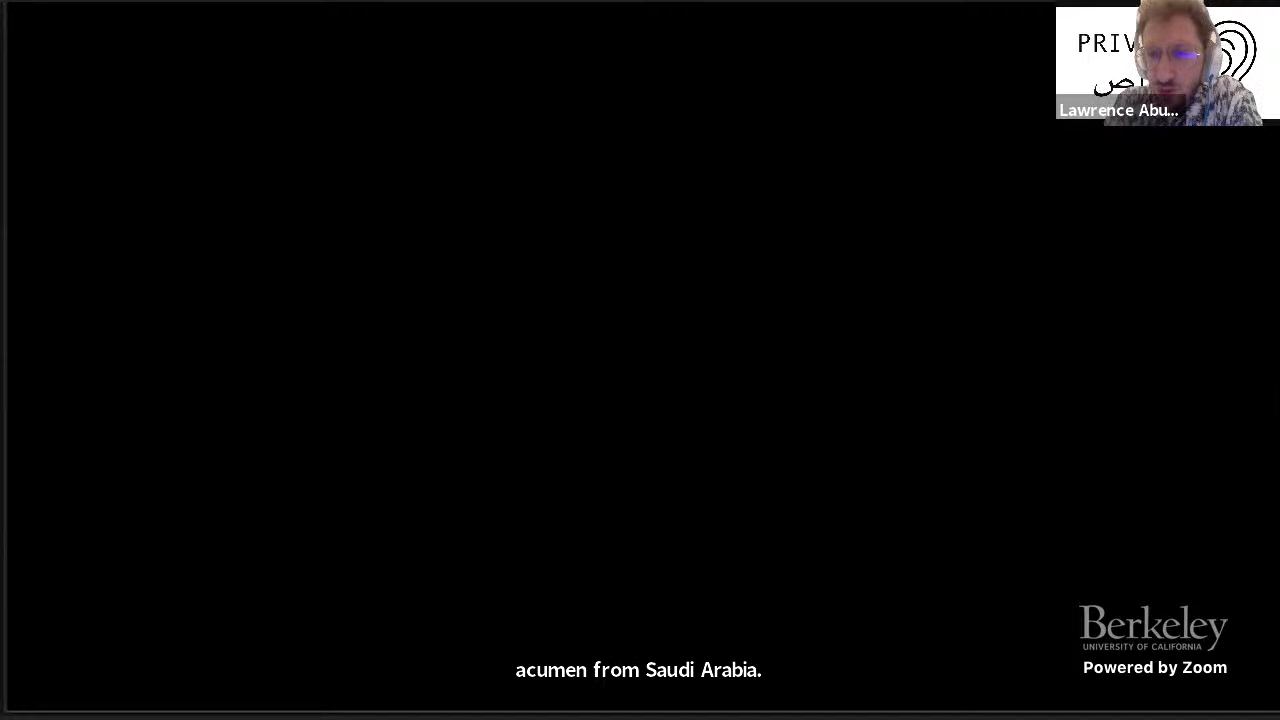 PRIV
Lawrence Abu...
acumen from Saudi Arabia.
Berkeley
UNIVERSITY OF CALIFORNIA
Powered by Zoom